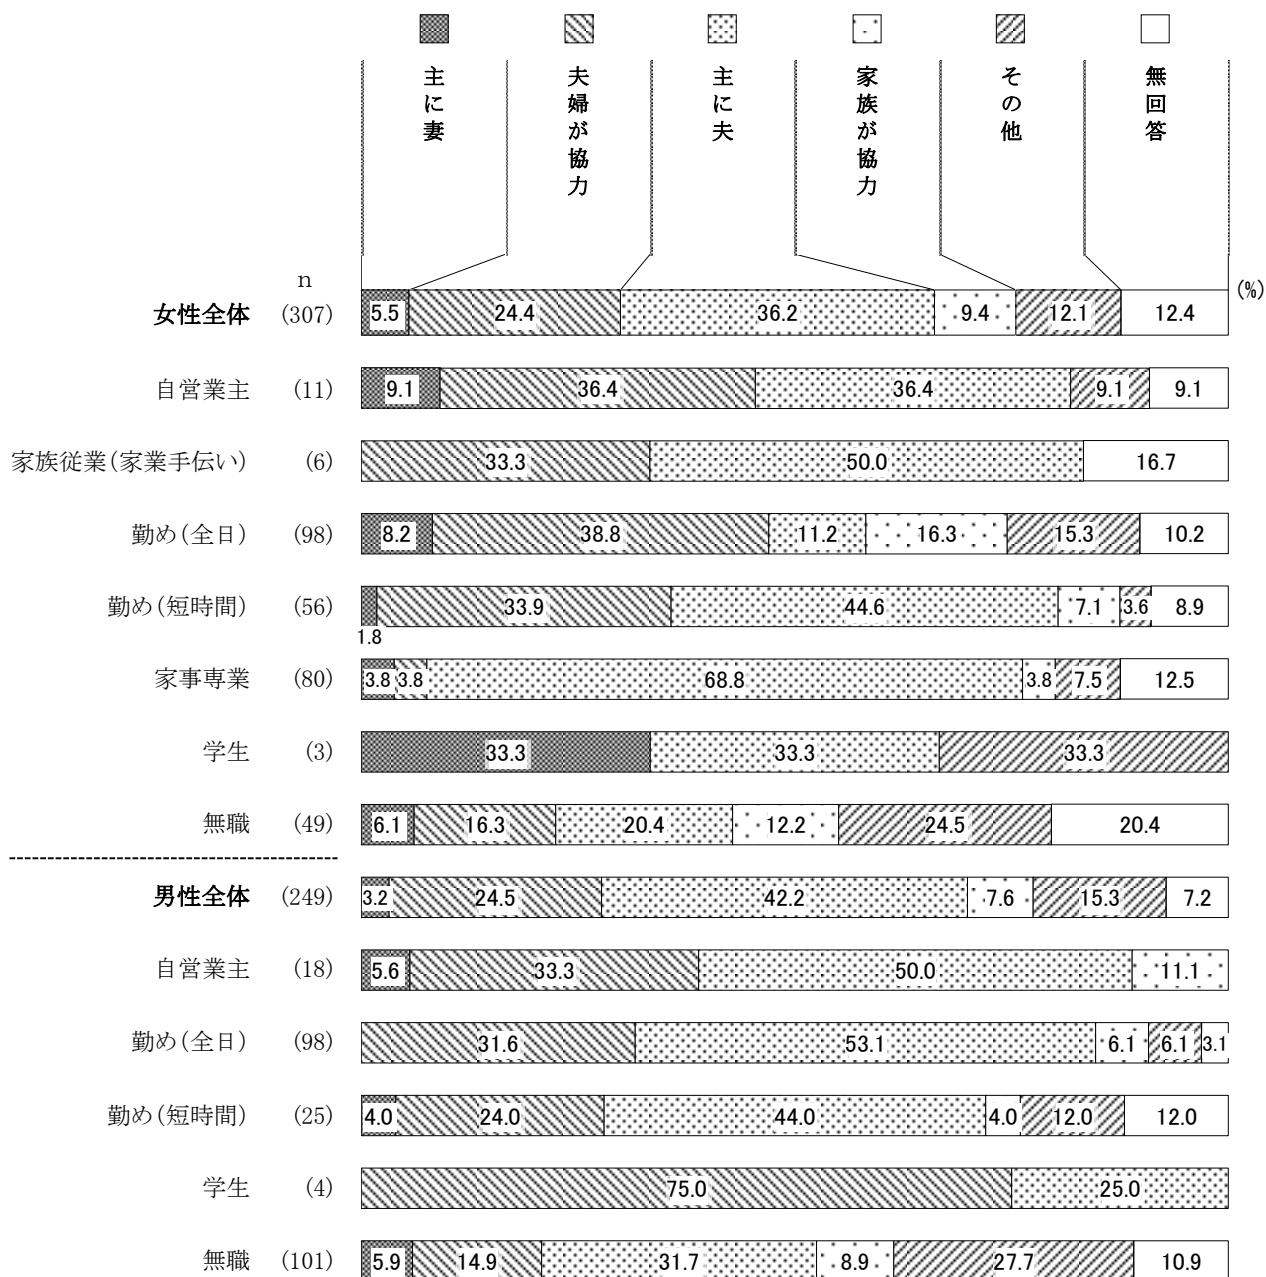 主に妻
夫婦が協力
主に夫
家族が協力
その他
無回答
n
(%)
女性全体 (307) 5.5 24.4 36.2 9.4 12.1 12.4
自営業主 (11) 9.1 36.4 36.4 9.1 9.1
家族従業(家業手伝い) (6) 33.3 50.0 16.7
勤め(全日) (98) 8.2 38.8 11.2 16.3 15.3 10.2
勤め(短時間) (56) 33.9 44.6 7.1 3.6 8.9
1.8
家事専業 (80) 3.8 3.8 68.8 3.8 7.5 12.5
学生 (3) 33.3 33.3 33.3
無職 (49) 6.1 16.3 20.4 12.2 24.5 20.4
男性全体 (249) 3.2 24.5 42.2 7.6 15.3 7.2
自営業主 (18) 5.6 33.3 50.0 11.1
勤め(全日) (98) 31.6 53.1 6.1 6.1 3.1
勤め(短時間) (25) 4.0 24.0 44.0 4.0 12.0 12.0
学生 (4) 75.0 25.0
無職 (101) 5.9 14.9 31.7 8.9 27.7 10.9